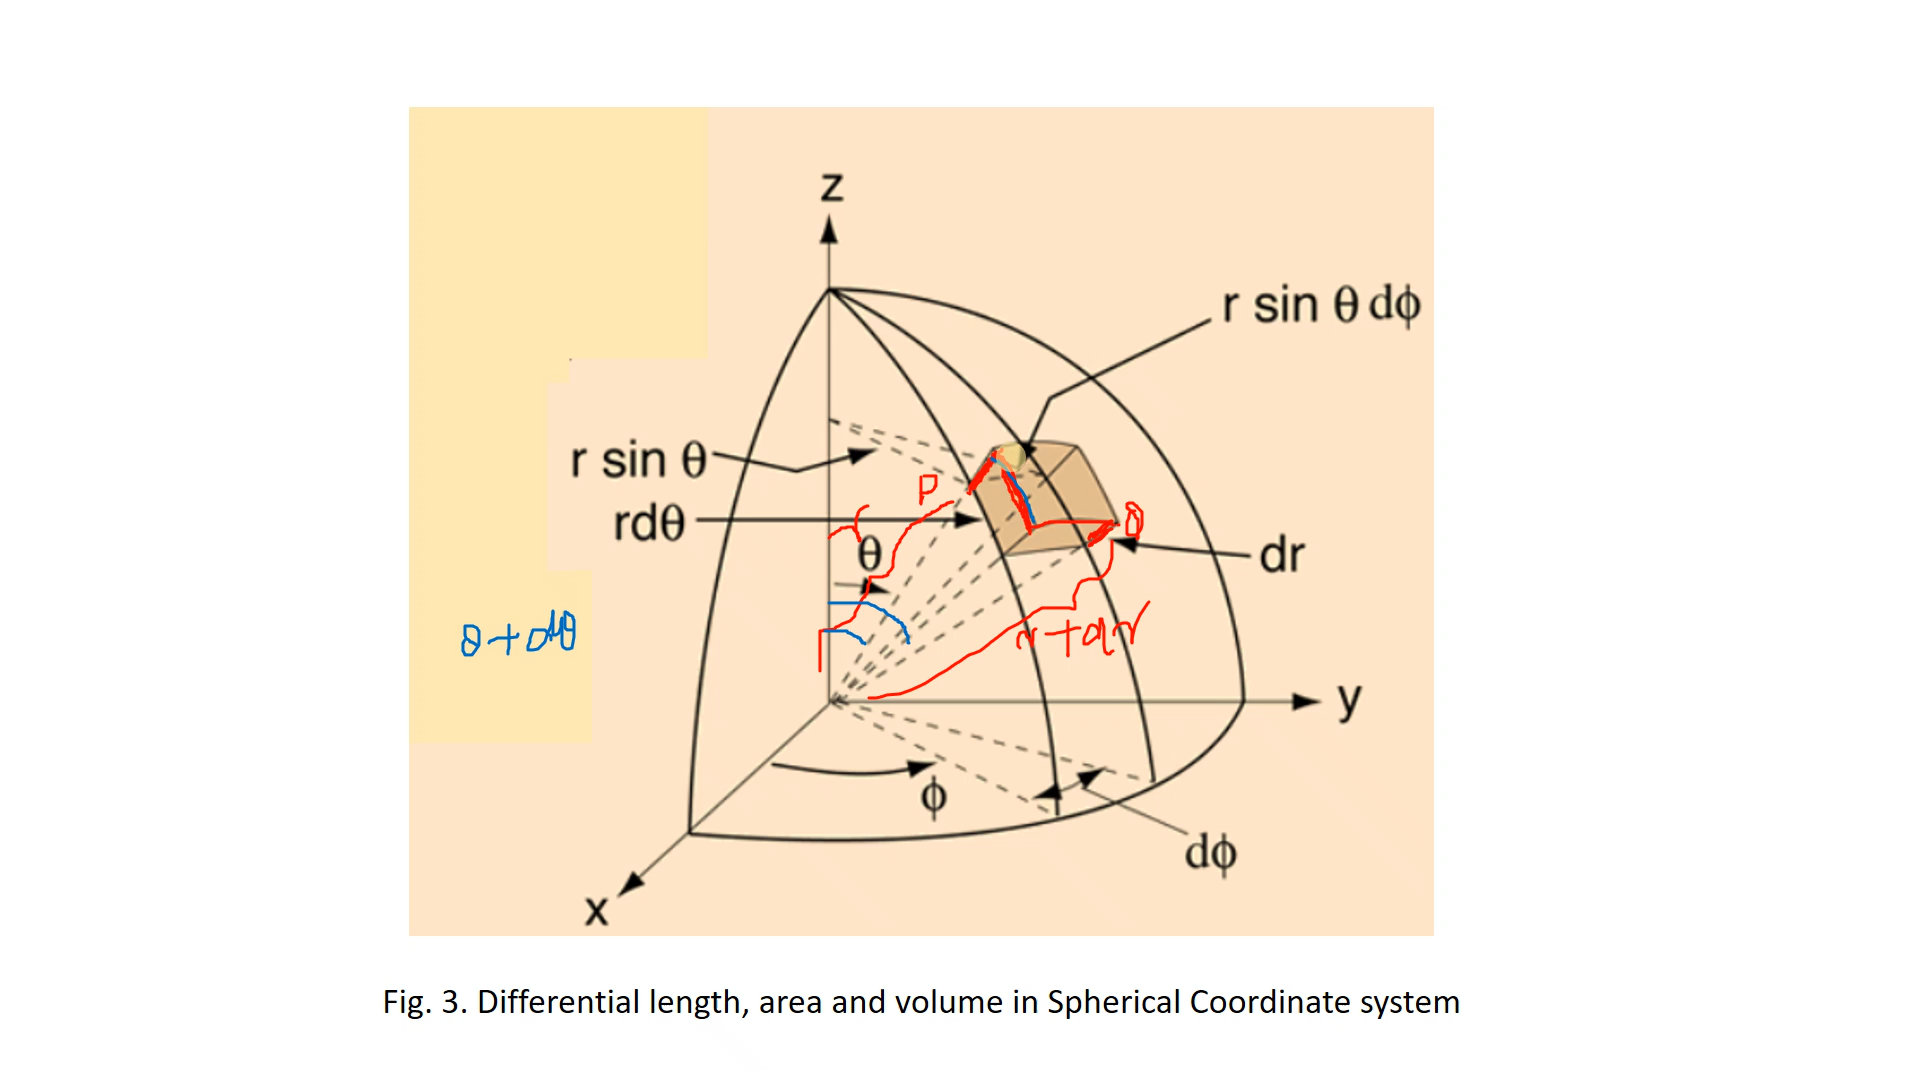 z
r sin θ dϕ
r sin θ
P
Q
rdθ
θ
dr
θ + dθ
r + dr
y
ϕ
dϕ
x
Fig. 3. Differential length, area and volume in Spherical Coordinate system